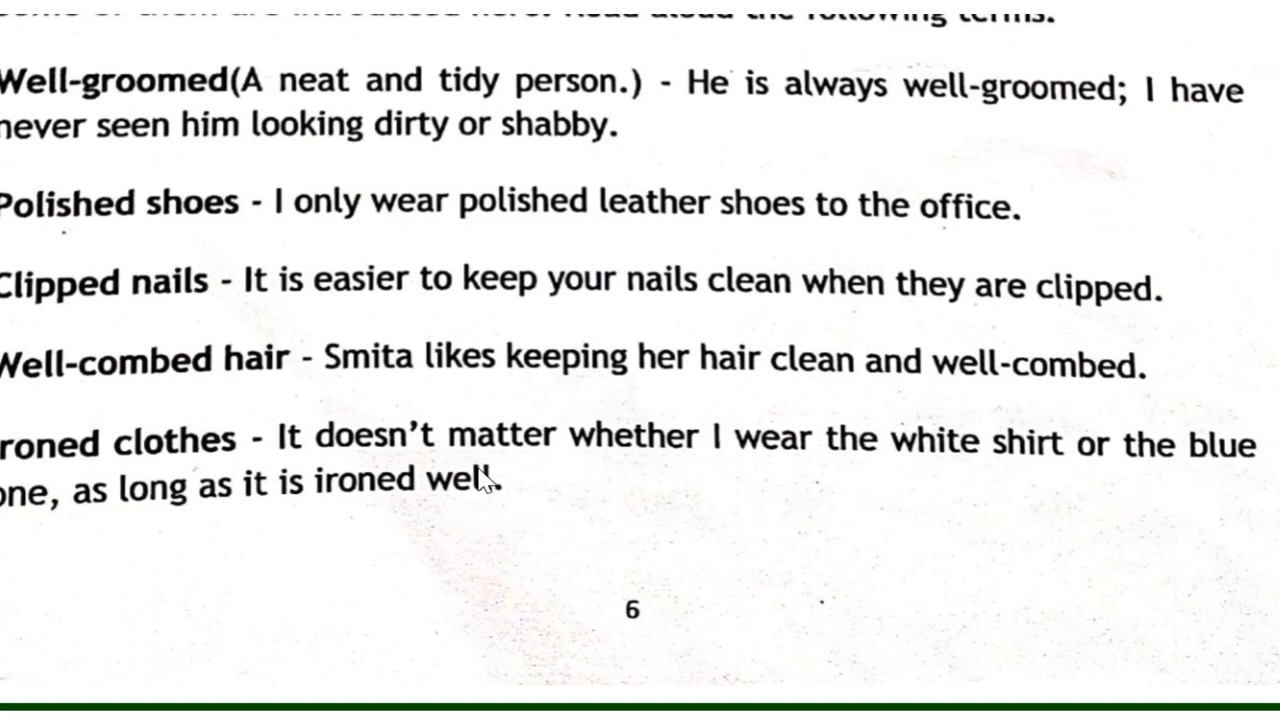 Well-groomed(A neat and tidy person.) - He is always well-groomed; I have
never seen him looking dirty or shabby.
Polished shoes - I only wear polished leather shoes to the office.
Clipped nails - It is easier to keep your nails clean when they are clipped.
Well-combed hair - Smita likes keeping her hair clean and well-combed.
Ironed clothes - It doesn't matter whether I wear the white shirt or the blue
one, as long as it is ironed well.
6